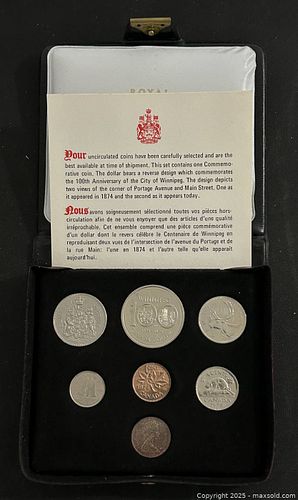 ROYAL
Your uncirculated coins have been carefully selected and are the
best available at time of shipment. This set contains one Commemo-
rative coin. The dollar bears a reverse design which commemorates
the 100th Anniversary of the City of Winnipeg. The design depicts
two views of the corner of Portage Avenue and Main Street. One as
it appeared in 1874 and the second as it appears today.
Nous avons soigneusement sélectionné toutes vos pièces hors-
circulation afin de ne vous envoyer que des articles d'une qualité
irréprochable. Cet ensemble comprend une pièce commémorative
d'un dollar dont le revers célèbre le Centenaire de Winnipeg en
reproduisant deux vues de l'intersection de l'avenue du Portage et de
la rue Main: l'une en 1874 et l'autre telle qu'elle apparait
aujourd'hui.
WINNIPEG
100
CANADA
CANADA
Copyright 2025 - maxsold.com